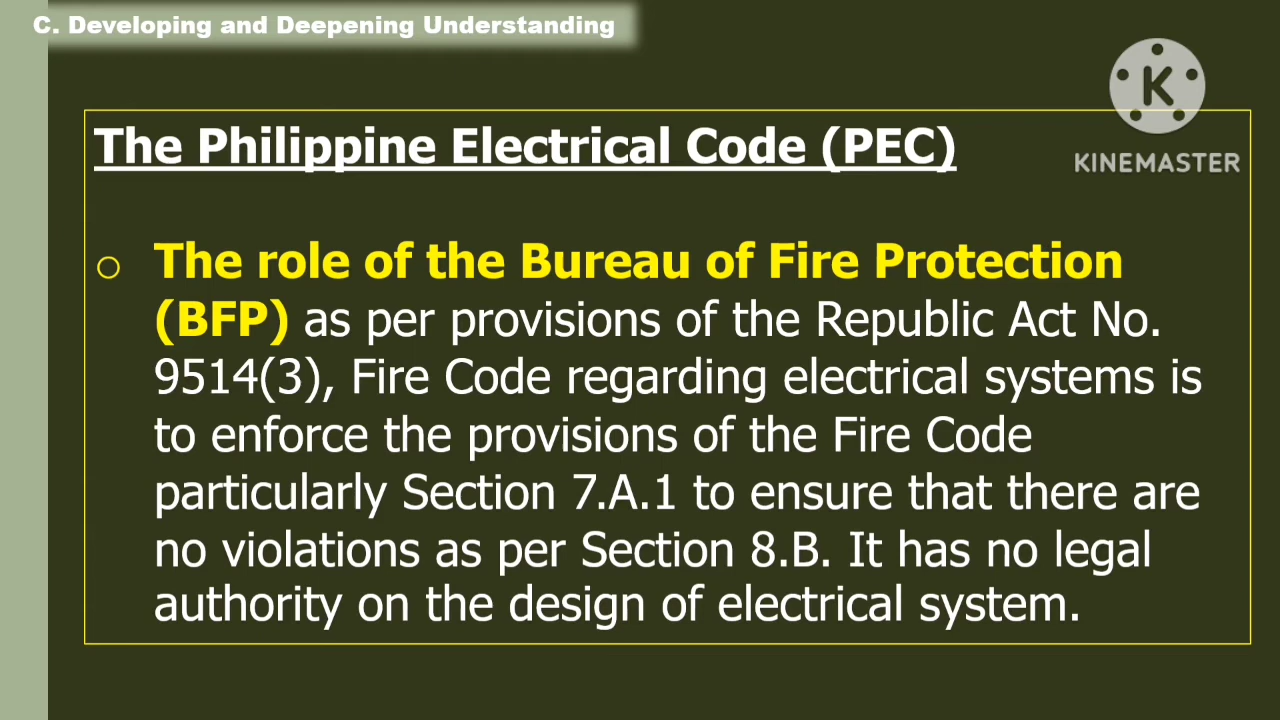 C. Developing and Deepening Understanding
K
KINEMASTER
The Philippine Electrical Code (PEC)
o The role of the Bureau of Fire Protection
(BFP) as per provisions of the Republic Act No.
9514(3), Fire Code regarding electrical systems is
to enforce the provisions of the Fire Code
particularly Section 7.A.1 to ensure that there are
no violations as per Section 8.B. It has no legal
authority on the design of electrical system.